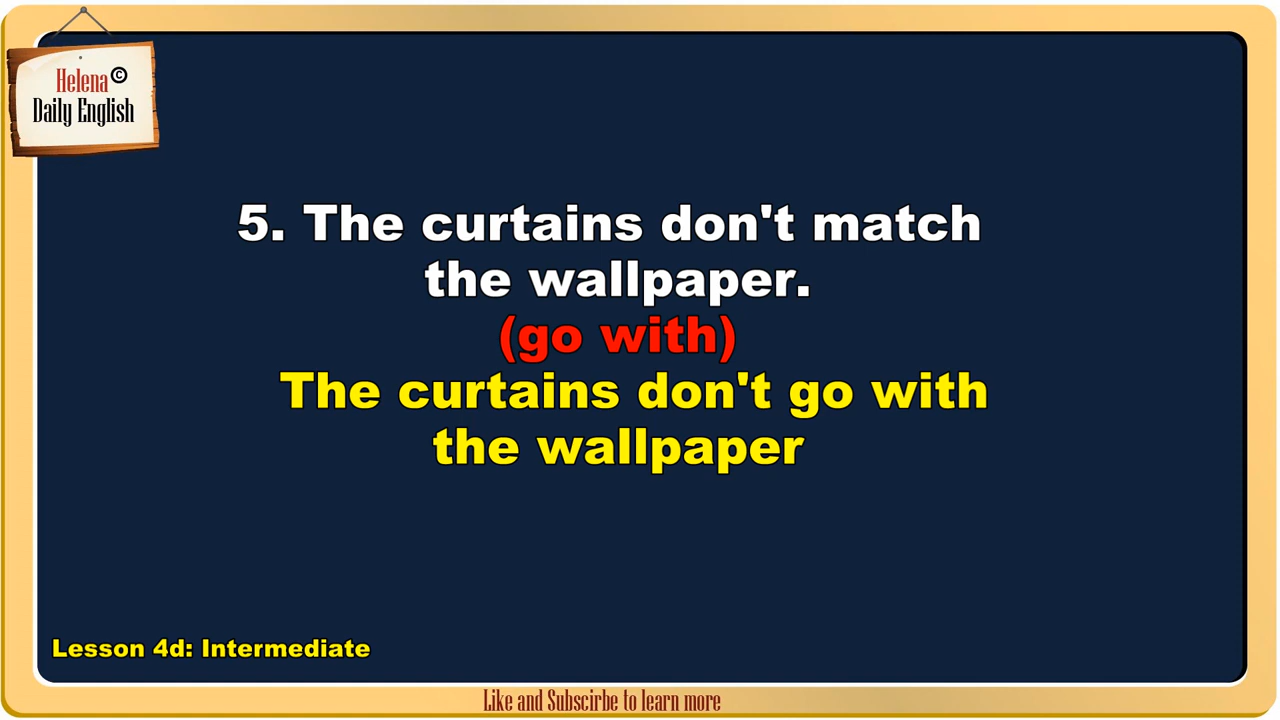 Helena©
Daily English
5. The curtains don't match
the wallpaper.
(go with)
The curtains don't go with
the wallpaper
Lesson 4d: Intermediate
Like and Subscirbe to learn more